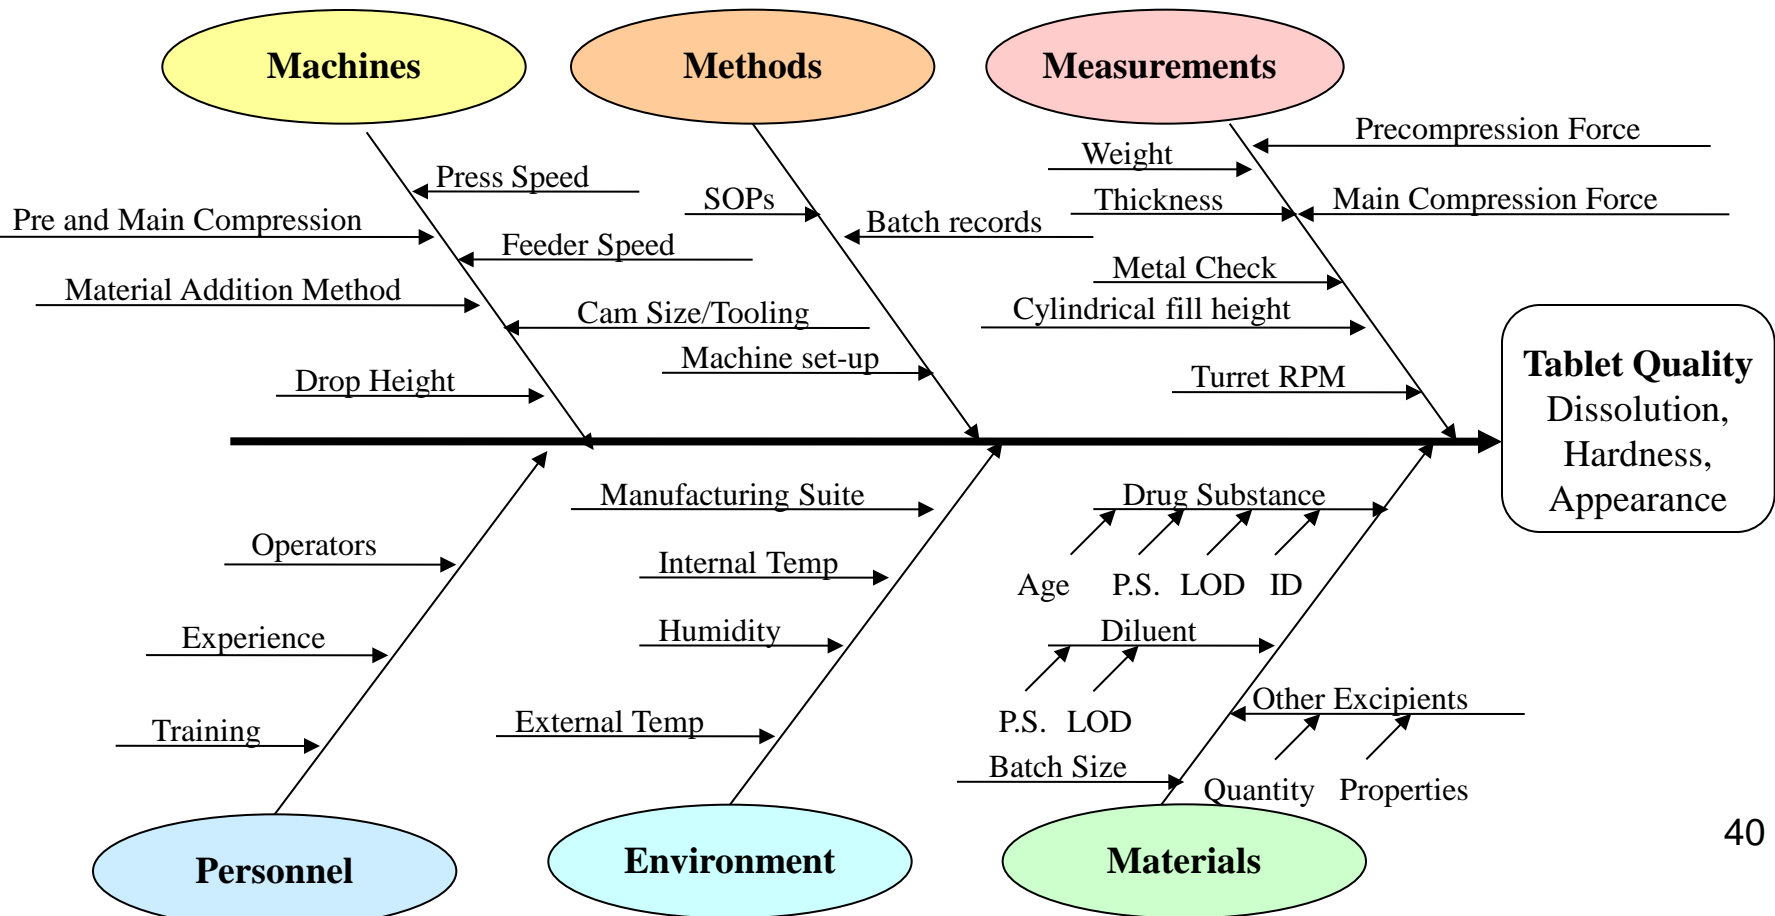 Machines
Methods
Measurements
Precompression Force
Weight
Press Speed
SOPs
Thickness
Main Compression Force
Pre and Main Compression
Batch records
Feeder Speed
Metal Check
Material Addition Method
Cam Size/Tooling
Cylindrical fill height
Machine set-up
Drop Height
Turret RPM
Tablet Quality
Dissolution,
Hardness,
Appearance
Manufacturing Suite
Drug Substance
Operators
Internal Temp
Age P.S. LOD ID
Experience
Humidity
Diluent
Other Excipients
Training
External Temp
P.S. LOD
Batch Size
Quantity Properties
Personnel
Environment
Materials
40